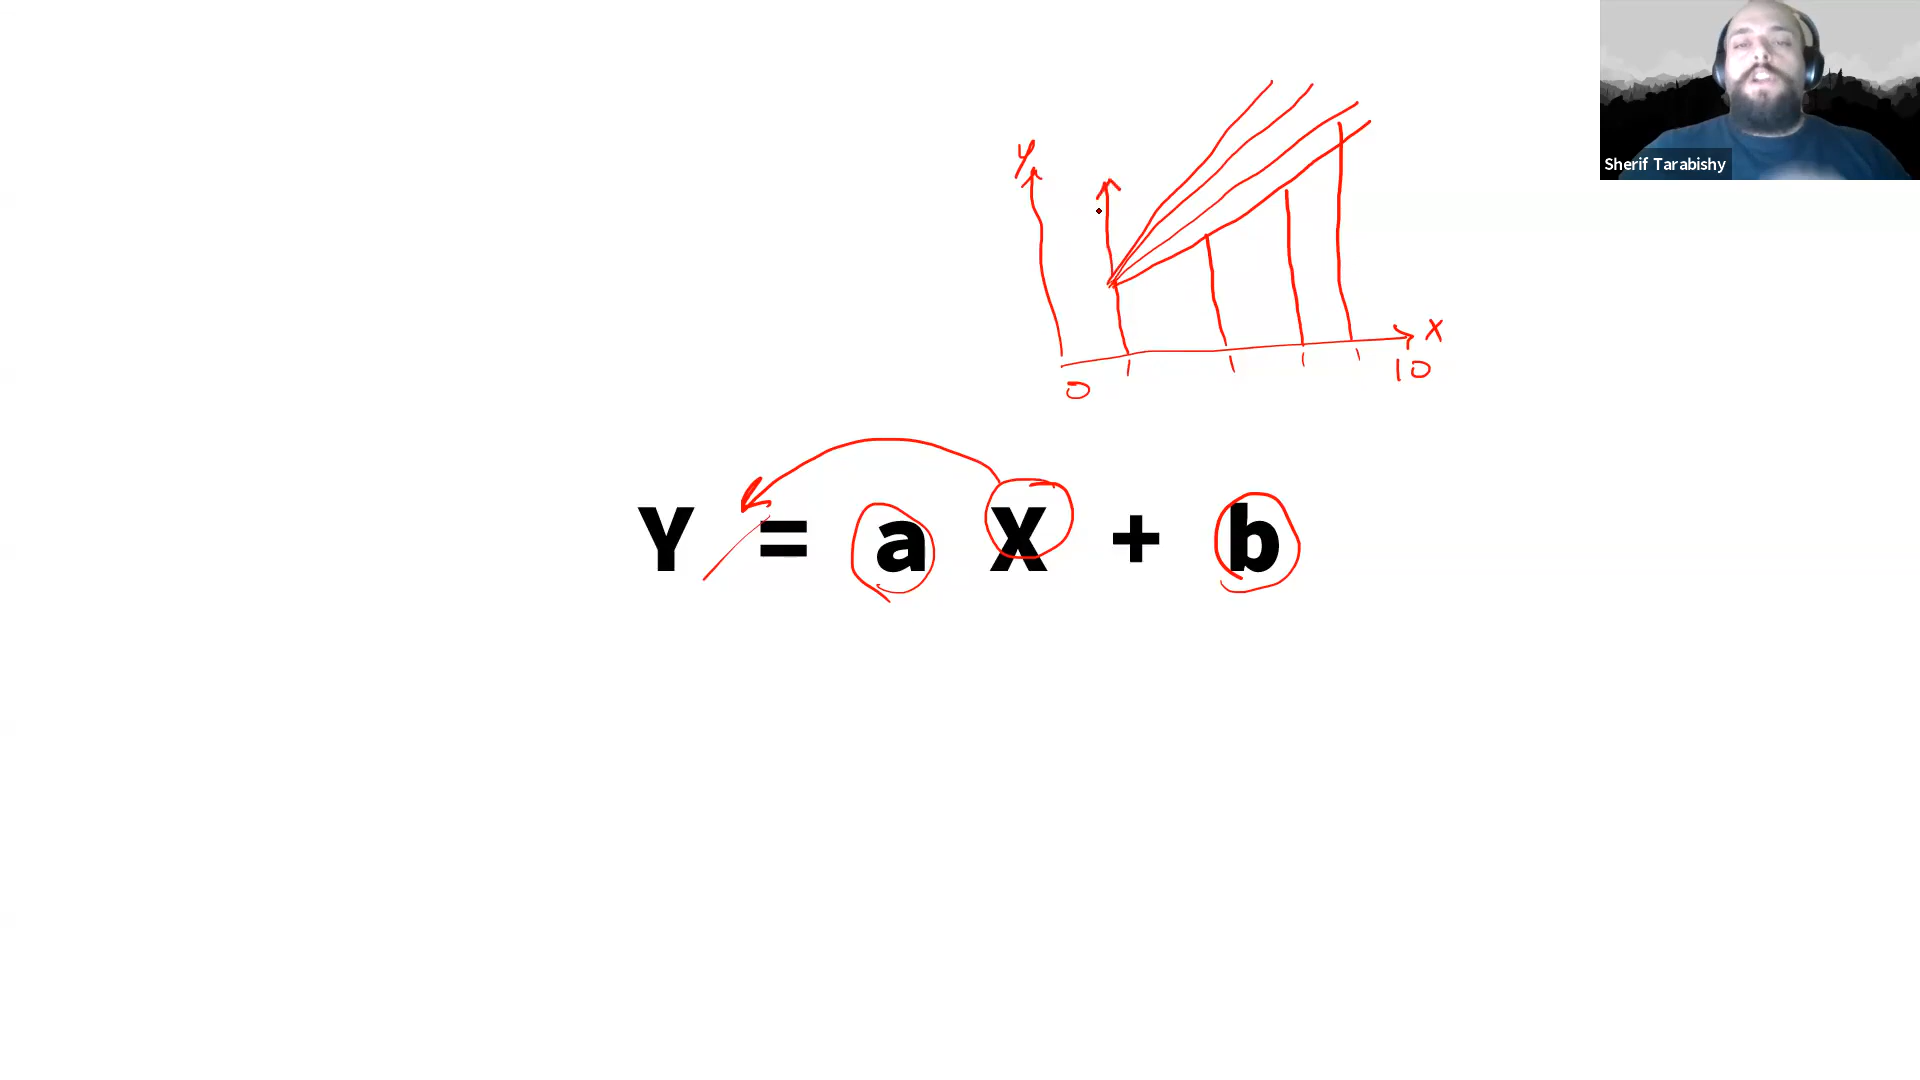 Sherif Tarabishy
Y
X
0 10
Y = a X + b